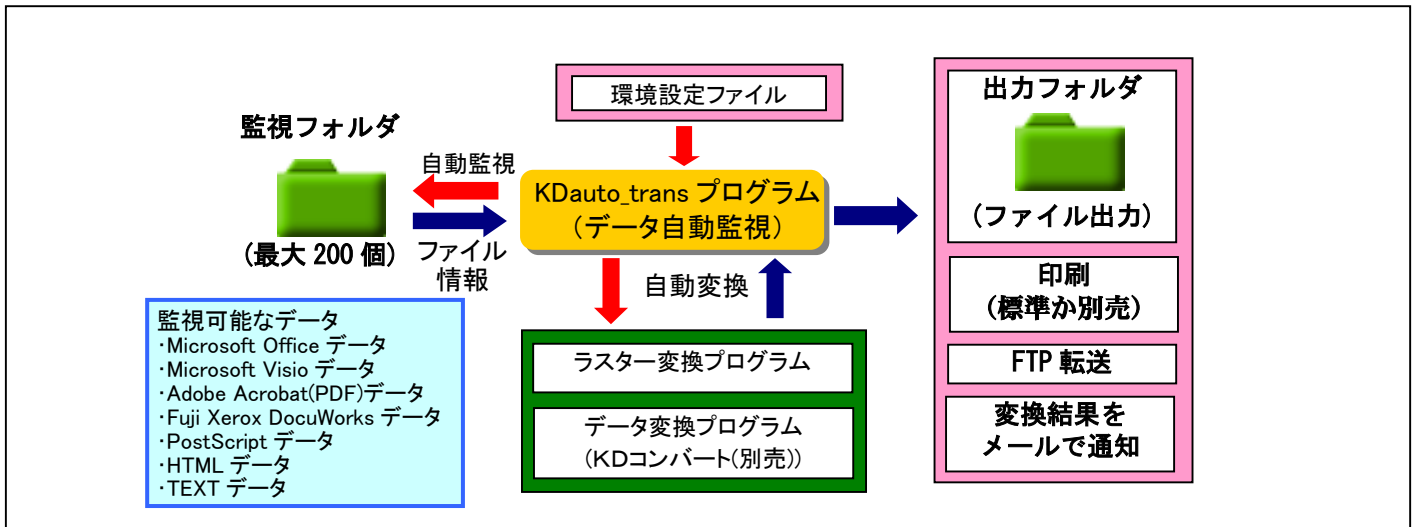 監視フォルダ
(最大 200 個)
自動監視
ファイル
情報
監視可能なデータ
・Microsoft Office データ
・Microsoft Visio データ
・Adobe Acrobat(PDF)データ
・Fuji Xerox DocuWorks データ
・PostScript データ
・HTML データ
・TEXT データ
環境設定ファイル
KDauto_trans プログラム
(データ自動監視)
自動変換
ラスター変換プログラム
データ変換プログラム
(KDコンバート(別売))
出力フォルダ
(ファイル出力)
印刷
(標準か別売)
FTP 転送
変換結果を
メールで通知